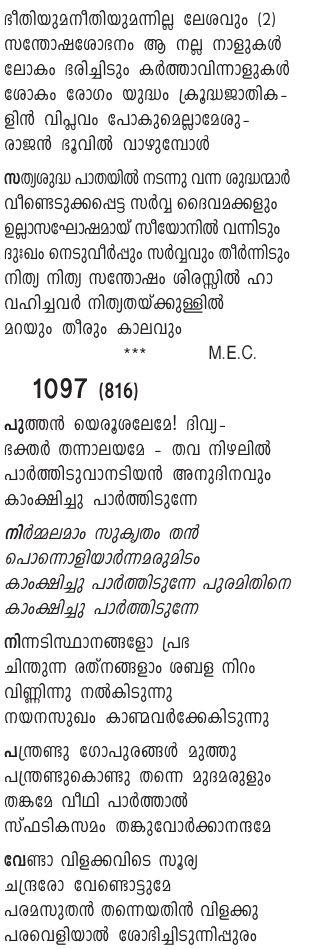 ഭീതിയുമനീതിയുമന്നില്ല ലേശവും (2)
സന്തോഷശോഭനം ആ നല്ല നാളുകൾ
ലോകം ഭരിച്ചിടും കർത്താവിന്നാളുകൾ
ശോകം രോഗം യുദ്ധം ക്രൂദ്ധജാതിക-
ളിൻ വിപ്ലവം പോകുമെല്ലാമേശു-
രാജൻ ഭൂവിൽ വാഴുമ്പോൾ
സത്യശുദ്ധ പാതയിൽ നടന്നു വന്ന ശുദ്ധന്മാർ
വീണ്ടെടുക്കപ്പെട്ട സർവ്വ ദൈവമക്കളും
ഉല്ലാസഘോഷമായ് സീയോനിൽ വന്നിടും
ദുഃഖം നെടുവീർപ്പും സർവ്വവും തീർന്നിടും
നിത്യ നിത്യ സന്തോഷം ശിരസ്സിൽ ഹാ
വഹിച്ചവർ നിത്യതയ്ക്കുള്ളിൽ
മറയും തീരും കാലവും
*** M.E.C.
1097 (816)
പുത്തൻ യെരൂശലേമേ! ദിവ്യ-
ഭക്തർ തന്നാലയമേ - തവ നിഴലിൽ
പാർത്തിടുവാനടിയൻ അനുദിനവും
കാംക്ഷിച്ചു പാർത്തിടുന്നേ
നിർമ്മലമാം സുകൃതം തൻ
പൊന്നൊളിയാർന്നമരുമിടം
കാംക്ഷിച്ചു പാർത്തിടുന്നേ പുരമിതിനെ
കാംക്ഷിച്ചു പാർത്തിടുന്നേ
നിന്നടിസ്ഥാനങ്ങളോ പ്രഭ
ചിന്തുന്ന രത്നങ്ങളാം ശബള നിറം
വിണ്ണിന്നു നൽകിടുന്നു
നയനസുഖം കാണ്മവർക്കേകിടുന്നു
പന്ത്രണ്ടു ഗോപുരങ്ങൾ മുത്തു
പന്ത്രണ്ടുകൊണ്ടു തന്നെ മുദമരുളും
തങ്കമേ വീഥി പാർത്താൽ
സ്ഫടികസമം തങ്കുവോർക്കാനന്ദമേ
വേണ്ടാ വിളക്കവിടെ സൂര്യ
ചന്ദ്രരോ വേണ്ടൊട്ടുമേ
പരമസുതൻ തന്നെയതിൻ വിളക്കു
പരവെളിയാൽ ശോഭിച്ചിടുന്നിപ്പുരം